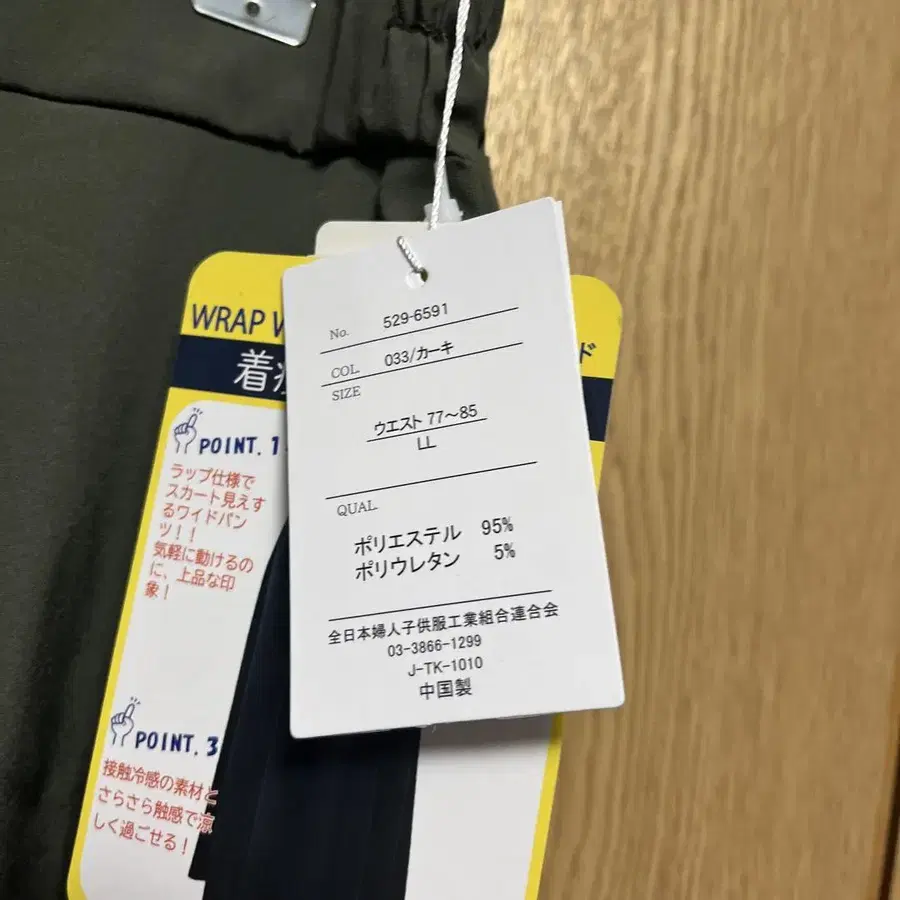 No. 529-6591
COL. 033/カーキ
SIZE
ウエスト 77〜85
LL
QUAL.
ポリエステル 95%
ポリウレタン 5%
全日本婦人子供服工業組合連合会
03-3866-1299
J-TK-1010
中国製
WRAP W
着
ド
POINT. 1
ラップ仕様で
スカート見えす
るワイドパン
ツ！！
気軽に動けるの
に、上品な印
象！
POINT. 3
接触冷感の素材と
さらさら触感で涼
しく過ごせる！